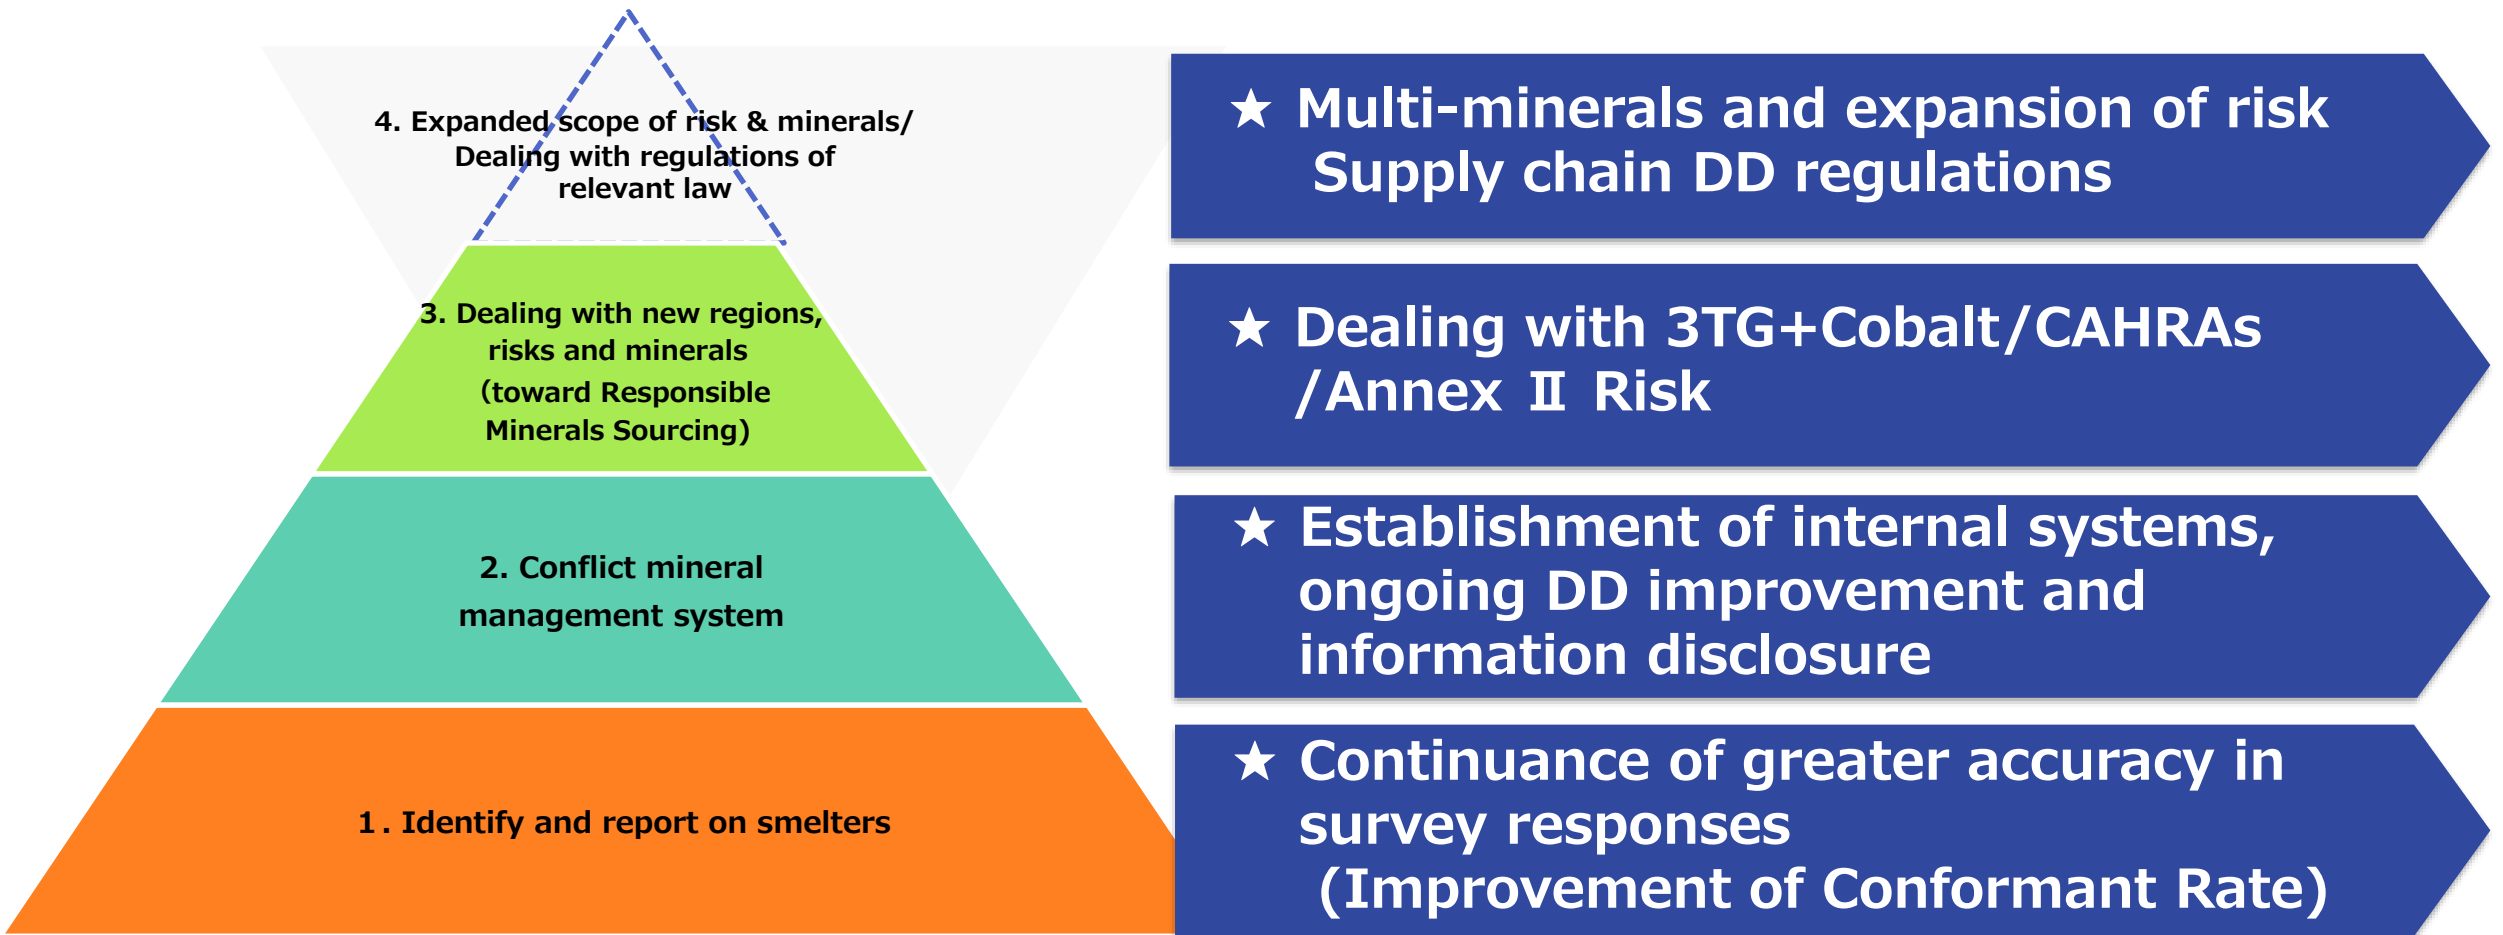 4. Expanded scope of risk & minerals/
Dealing with regulations of
relevant law
★ Multi-minerals and expansion of risk
Supply chain DD regulations
3. Dealing with new regions,
risks and minerals
(toward Responsible
Minerals Sourcing)
★ Dealing with 3TG+Cobalt/CAHRAs
/Annex Ⅱ Risk
2. Conflict mineral
management system
★ Establishment of internal systems,
ongoing DD improvement and
information disclosure
1. Identify and report on smelters
★ Continuance of greater accuracy in
survey responses
(Improvement of Conformant Rate)